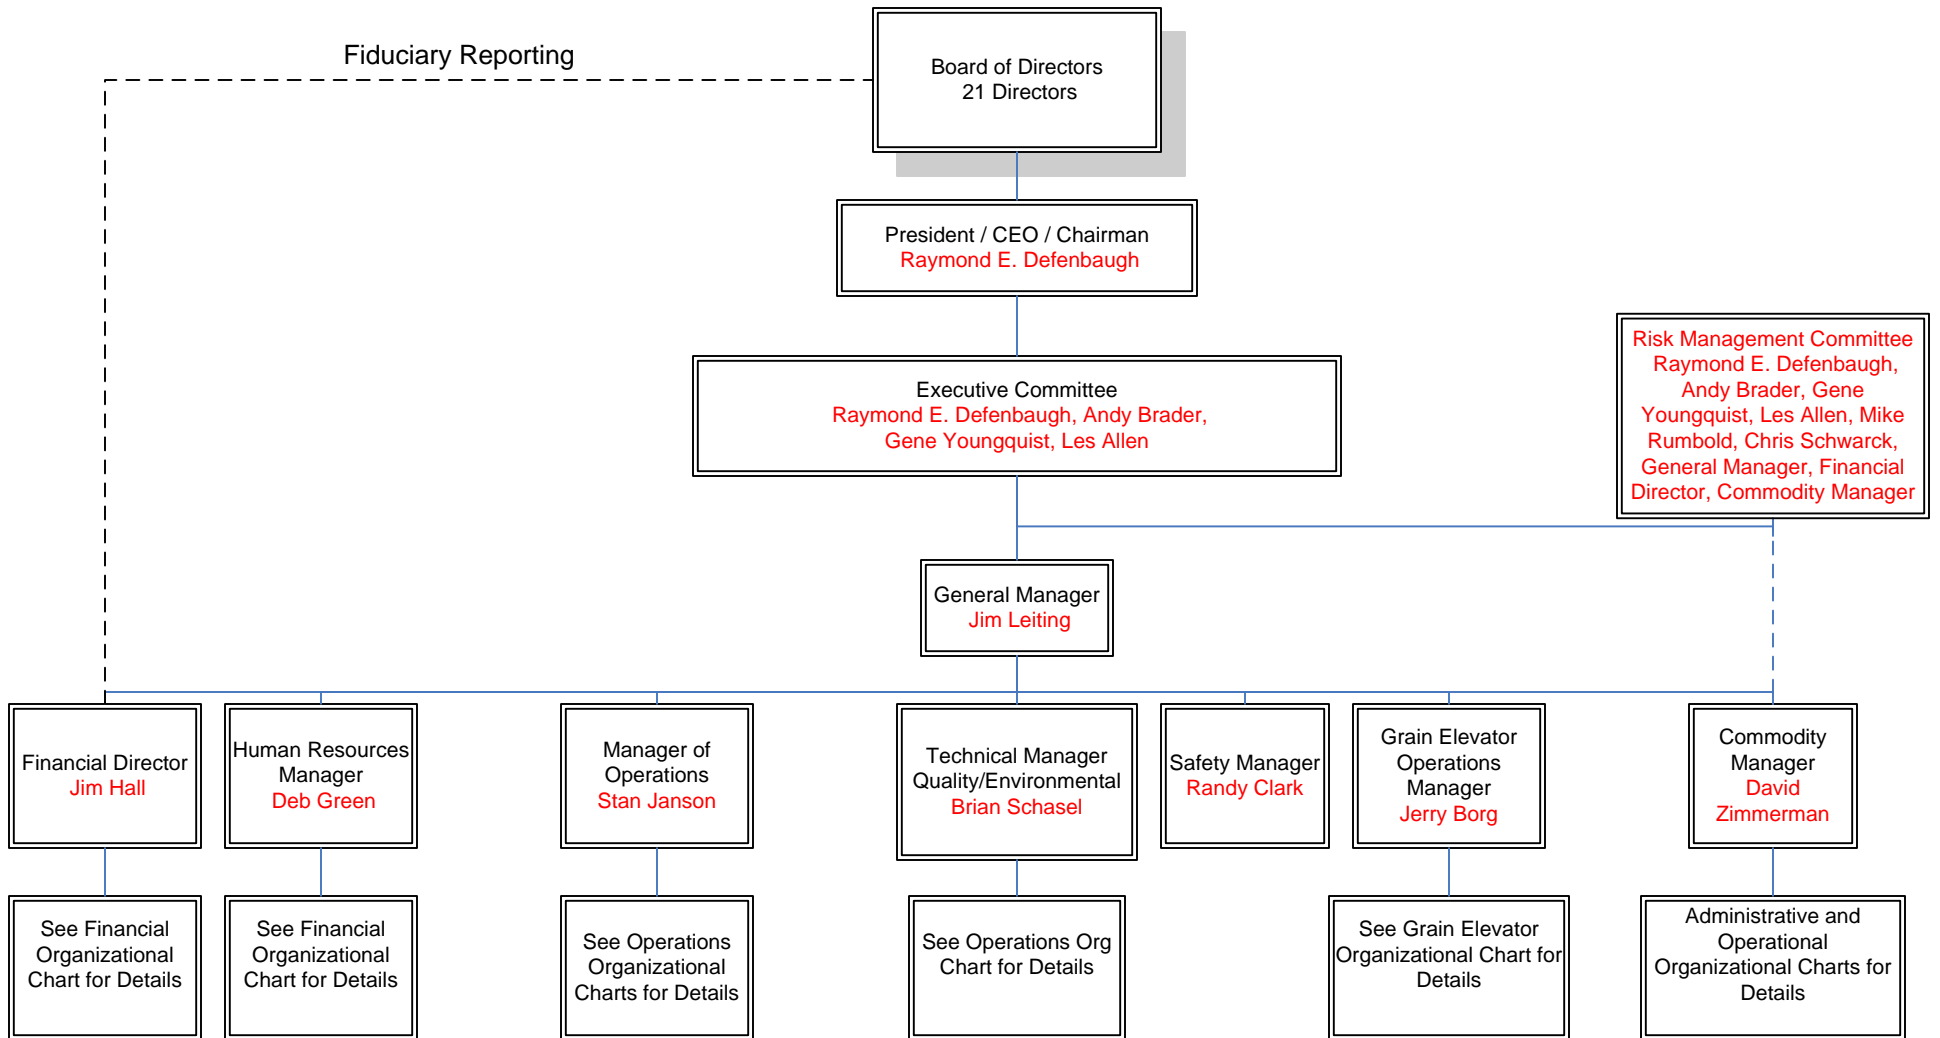 Fiduciary Reporting
Board of Directors
21 Directors
President / CEO / Chairman
Raymond E. Defenbaugh
Executive Committee
Raymond E. Defenbaugh, Andy Brader,
Gene Youngquist, Les Allen
Risk Management Committee
Raymond E. Defenbaugh,
Andy Brader, Gene
Youngquist, Les Allen, Mike
Rumbold, Chris Schwarck,
General Manager, Financial
Director, Commodity Manager
General Manager
Jim Leiting
Financial Director
Jim Hall
Human Resources
Manager
Deb Green
Manager of
Operations
Stan Janson
Technical Manager
Quality/Environmental
Brian Schasel
Safety Manager
Randy Clark
Grain Elevator
Operations
Manager
Jerry Borg
Commodity
Manager
David
Zimmerman
See Financial
Organizational
Chart for Details
See Financial
Organizational
Chart for Details
See Operations
Organizational
Charts for Details
See Operations Org
Chart for Details
See Grain Elevator
Organizational Chart for
Details
Administrative and
Operational
Organizational Charts for
Details